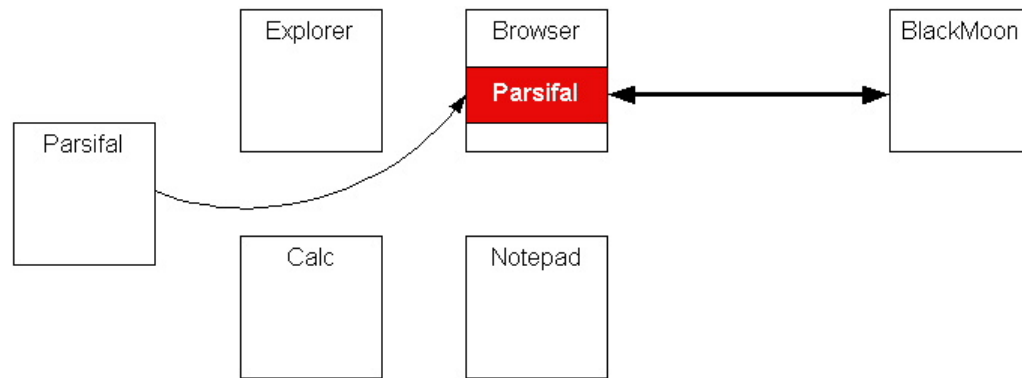 Explorer
Browser
BlackMoon
Parsifal
Parsifal
Calc
Notepad